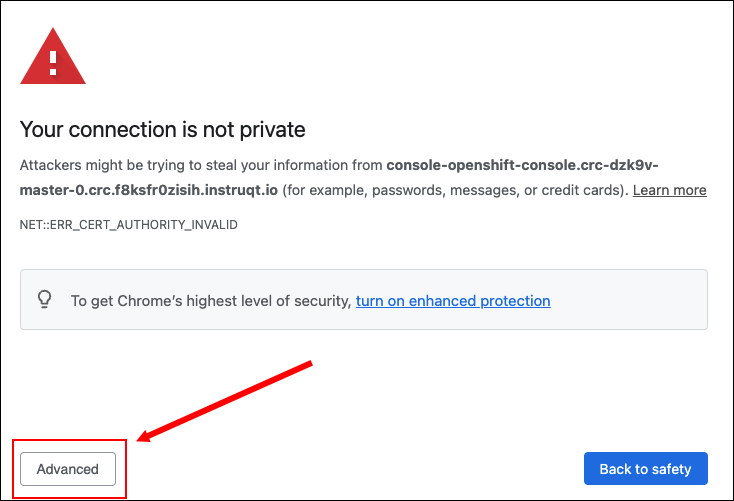 Your connection is not private
Attackers might be trying to steal your information from console-openshift-console.crc-dzk9v-
master-0.crc.f8ksfr0zisih.instruqt.io (for example, passwords, messages, or credit cards). Learn more
NET::ERR_CERT_AUTHORITY_INVALID
To get Chrome’s highest level of security, turn on enhanced protection
Advanced
Back to safety